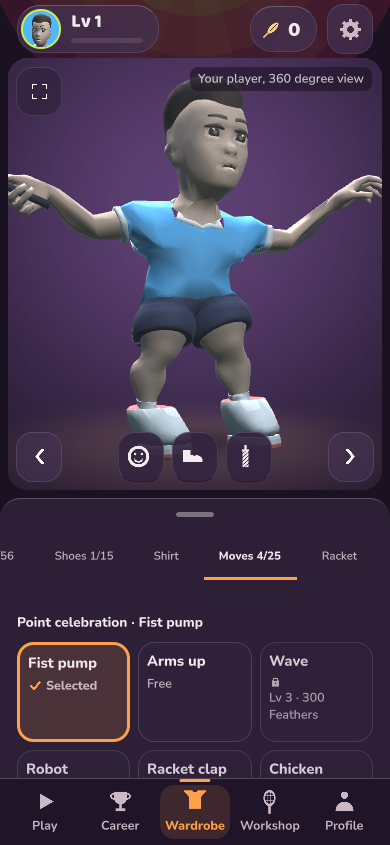 Lv 1
0
Your player, 360 degree view
/56
Shoes 1/15
Shirt
Moves 4/25
Racket
Point celebration · Fist pump
Fist pump
Selected
Arms up
Free
Wave
Lv 3 · 300
Feathers
Robot
Racket clap
Chicken
Play
Career
Wardrobe
Workshop
Profile